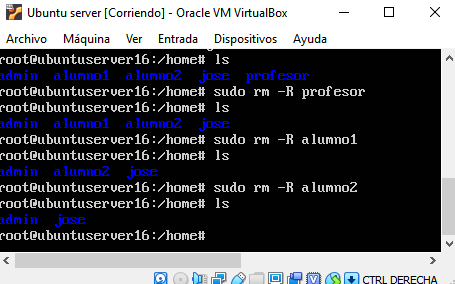 Ubuntu server [Corriendo] - Oracle VM VirtualBox
Archivo Máquina Ver Entrada Dispositivos Ayuda
root@ubuntuserver16:/home# ls
admin alumno1 alumno2 jose profesor
root@ubuntuserver16:/home# sudo rm -R profesor
root@ubuntuserver16:/home# ls
admin alumno1 alumno2 jose
root@ubuntuserver16:/home# sudo rm -R alumno1
root@ubuntuserver16:/home# ls
admin alumno2 jose
root@ubuntuserver16:/home# sudo rm -R alumno2
root@ubuntuserver16:/home# ls
admin jose
root@ubuntuserver16:/home#
CTRL DERECHA